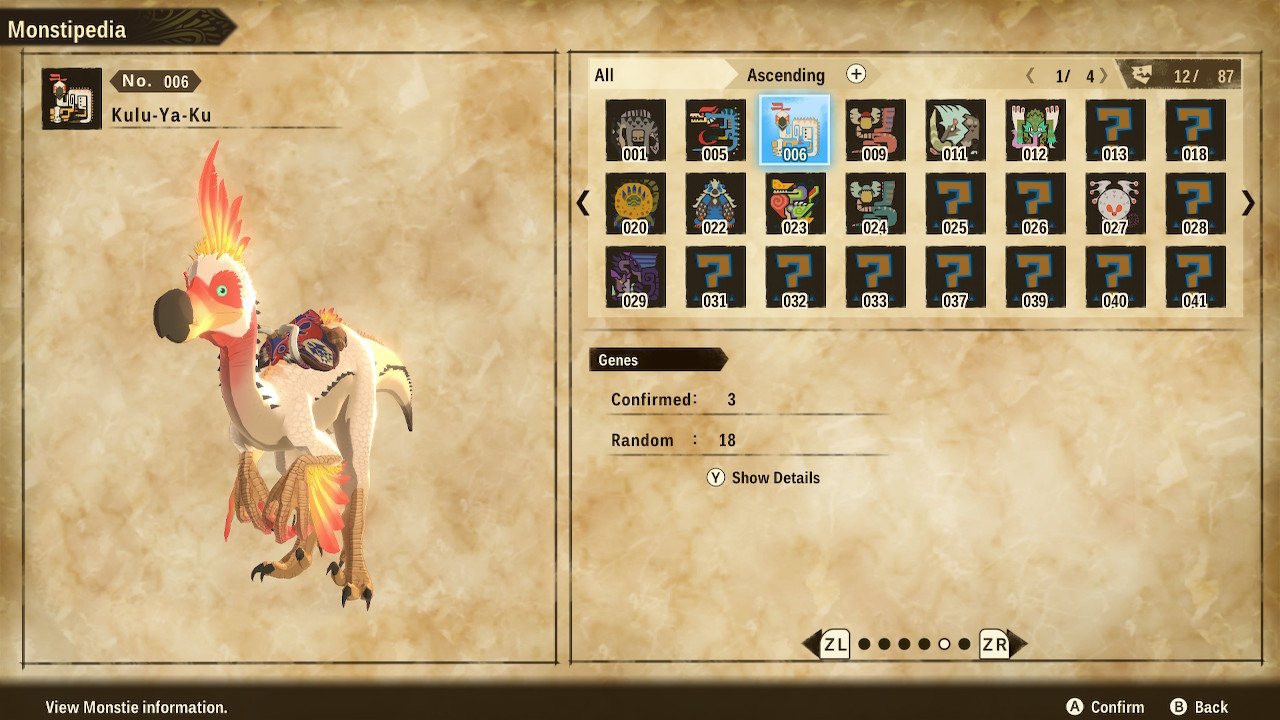 Monstipedia
No. 006
Kulu-Ya-Ku
All
Ascending +
1/ 4
12/ 87
001 005 006 009 011 012 013 018
020 022 023 024 025 026 027 028
029 031 032 033 037 039 040 041
Genes
Confirmed: 3
Random : 18
Y Show Details
ZL ZR
View Monstie information.
A Confirm B Back